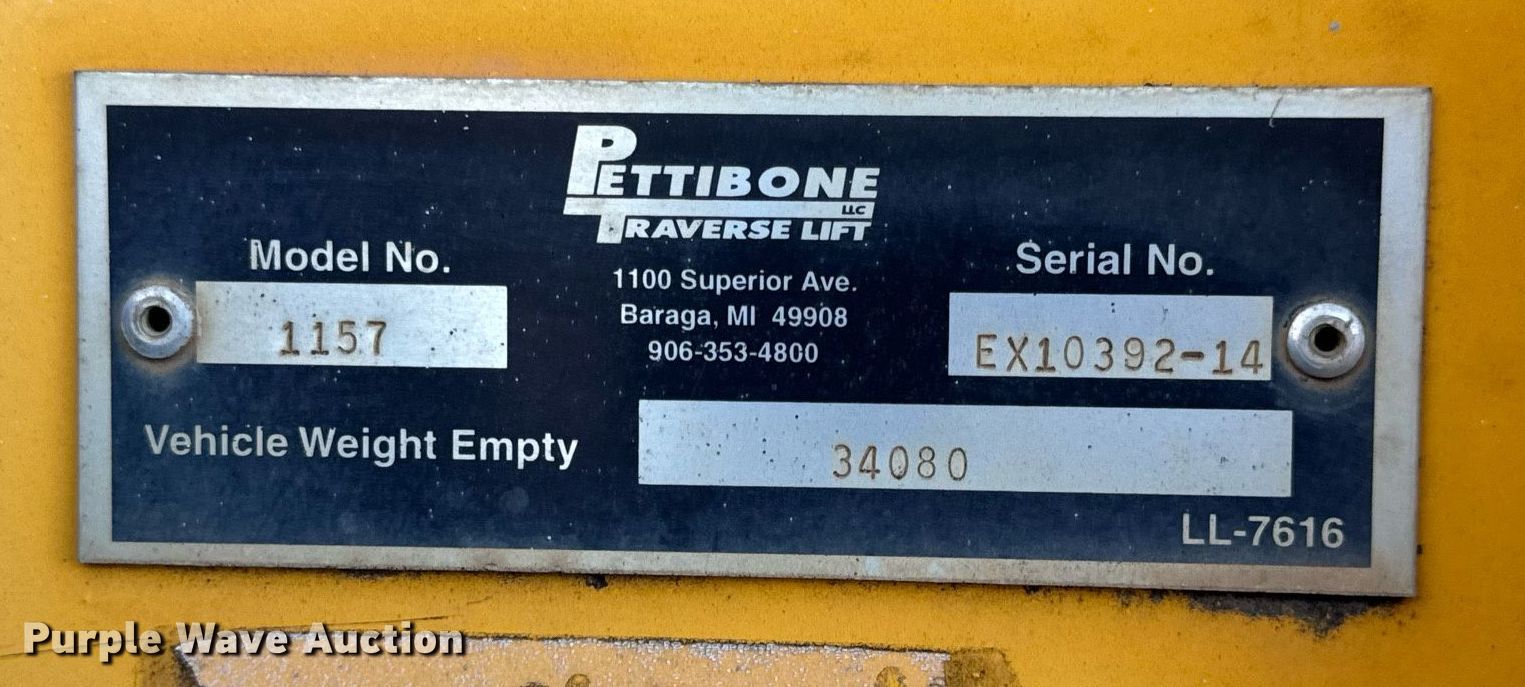 PETTIBONE
LLC
TRAVERSE LIFT
Model No.
1157
1100 Superior Ave.
Baraga, MI 49908
906-353-4800
Serial No.
EX10392-14
Vehicle Weight Empty
34080
LL-7616
Purple Wave Auction